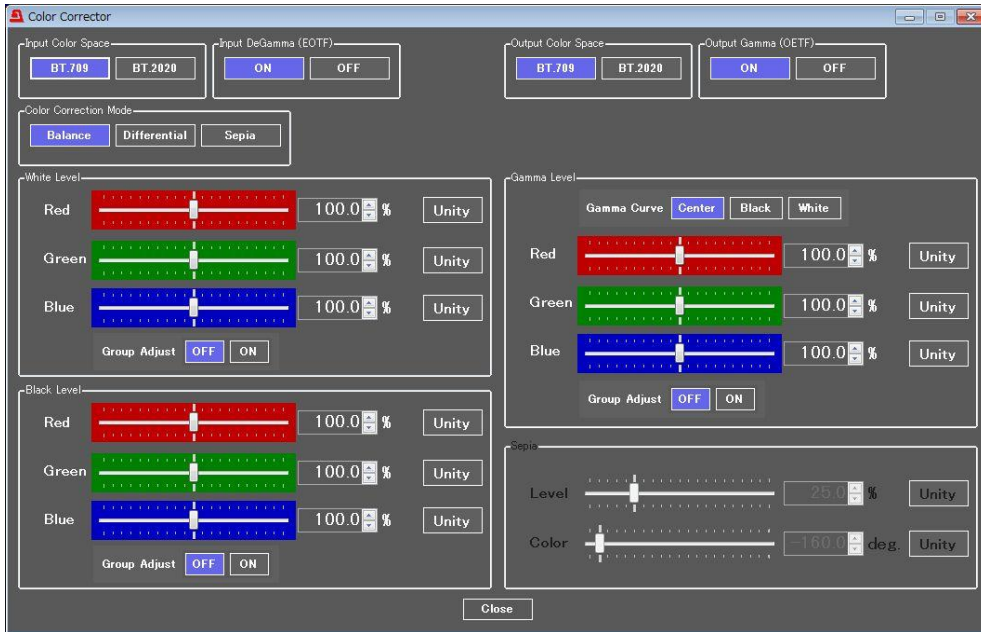 Color Corrector
Input Color Space
BT.709 BT.2020
Input DeGamma (EOTF)
ON OFF
Output Color Space
BT.709 BT.2020
Output Gamma (OETF)
ON OFF
Color Correction Mode
Balance Differential Sepia
White Level
Red 100.0 % Unity
Green 100.0 % Unity
Blue 100.0 % Unity
Group Adjust OFF ON
Black Level
Red 100.0 % Unity
Green 100.0 % Unity
Blue 100.0 % Unity
Group Adjust OFF ON
Gamma Level
Gamma Curve Center Black White
Red 100.0 % Unity
Green 100.0 % Unity
Blue 100.0 % Unity
Group Adjust OFF ON
Sepia
Level 25.0 % Unity
Color -160.0 deg. Unity
Close